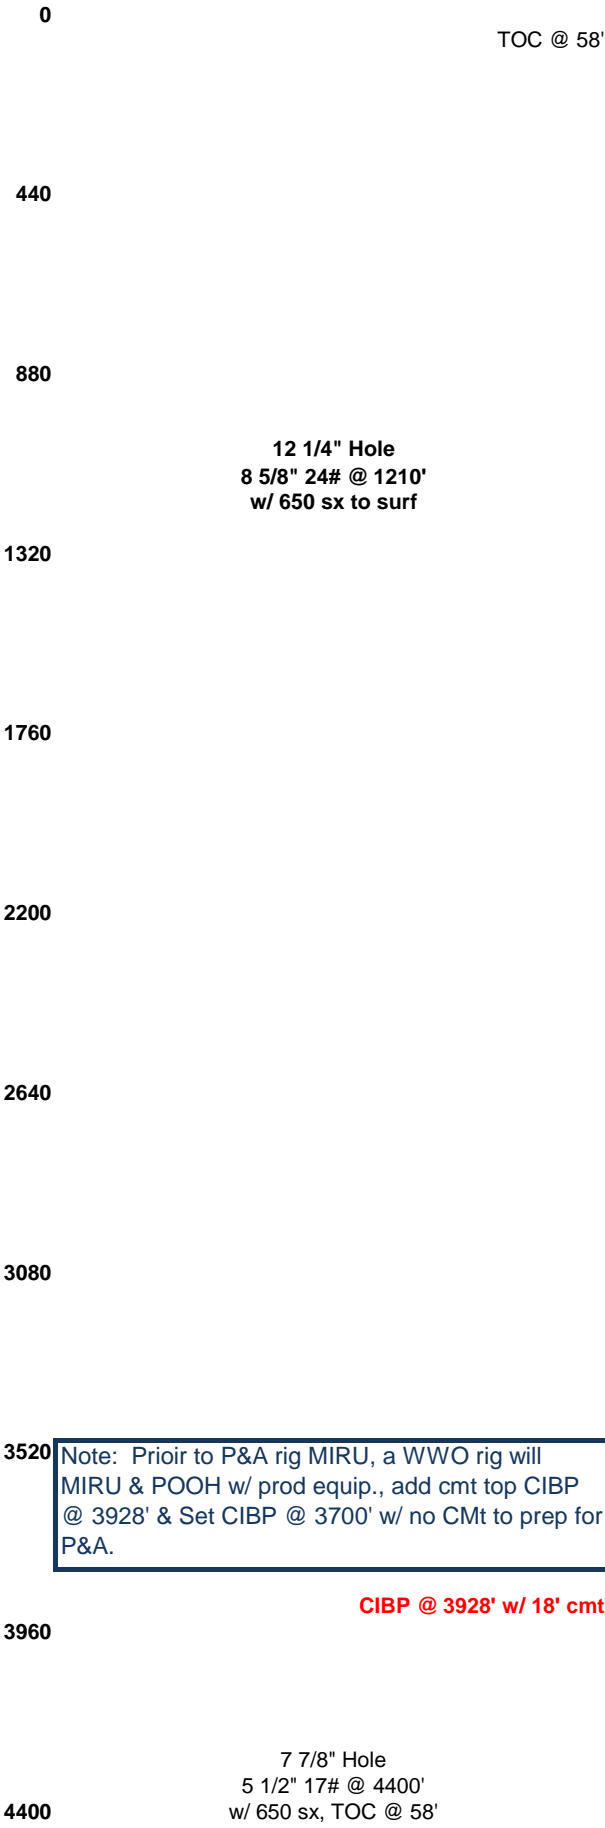 0
TOC @ 58'
440
880
12 1/4" Hole
8 5/8" 24# @ 1210'
w/ 650 sx to surf
1320
1760
2200
2640
3080
3520
Note:  Prioir to P&A rig MIRU, a WWO rig will
MIRU & POOH w/ prod equip., add cmt top CIBP
@ 3928' & Set CIBP @ 3700' w/ no CMt to prep for
P&A.
CIBP @ 3928' w/ 18' cmt
3960
7 7/8" Hole
5 1/2" 17# @ 4400'
4400
w/ 650 sx, TOC @ 58'